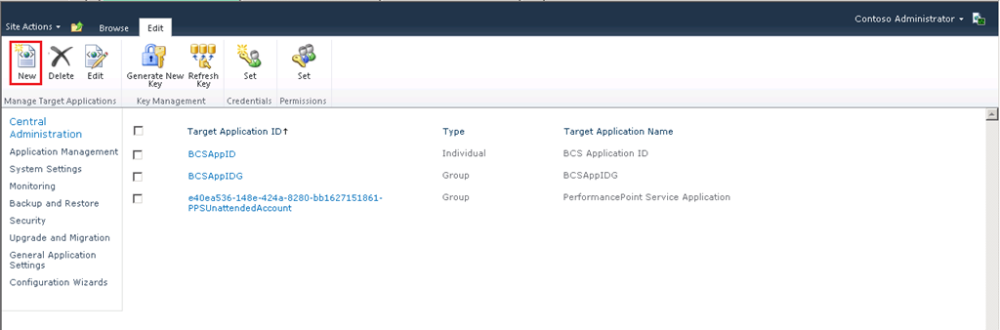 Site Actions
Browse
Edit
Contoso Administrator
New
Delete
Edit
Generate New
Key
Refresh
Key
Set
Set
Manage Target Applications
Key Management
Credentials
Permissions
Central
Administration
Application Management
System Settings
Monitoring
Backup and Restore
Security
Upgrade and Migration
General Application
Settings
Configuration Wizards
Target Application ID↑ Type Target Application Name
BCSAppID Individual BCS Application ID
BCSAppIDG Group BCSAppIDG
e40ea536-148e-424a-8280-bb1627151861- Group PerformancePoint Service Application
PPSUnattendedAccount